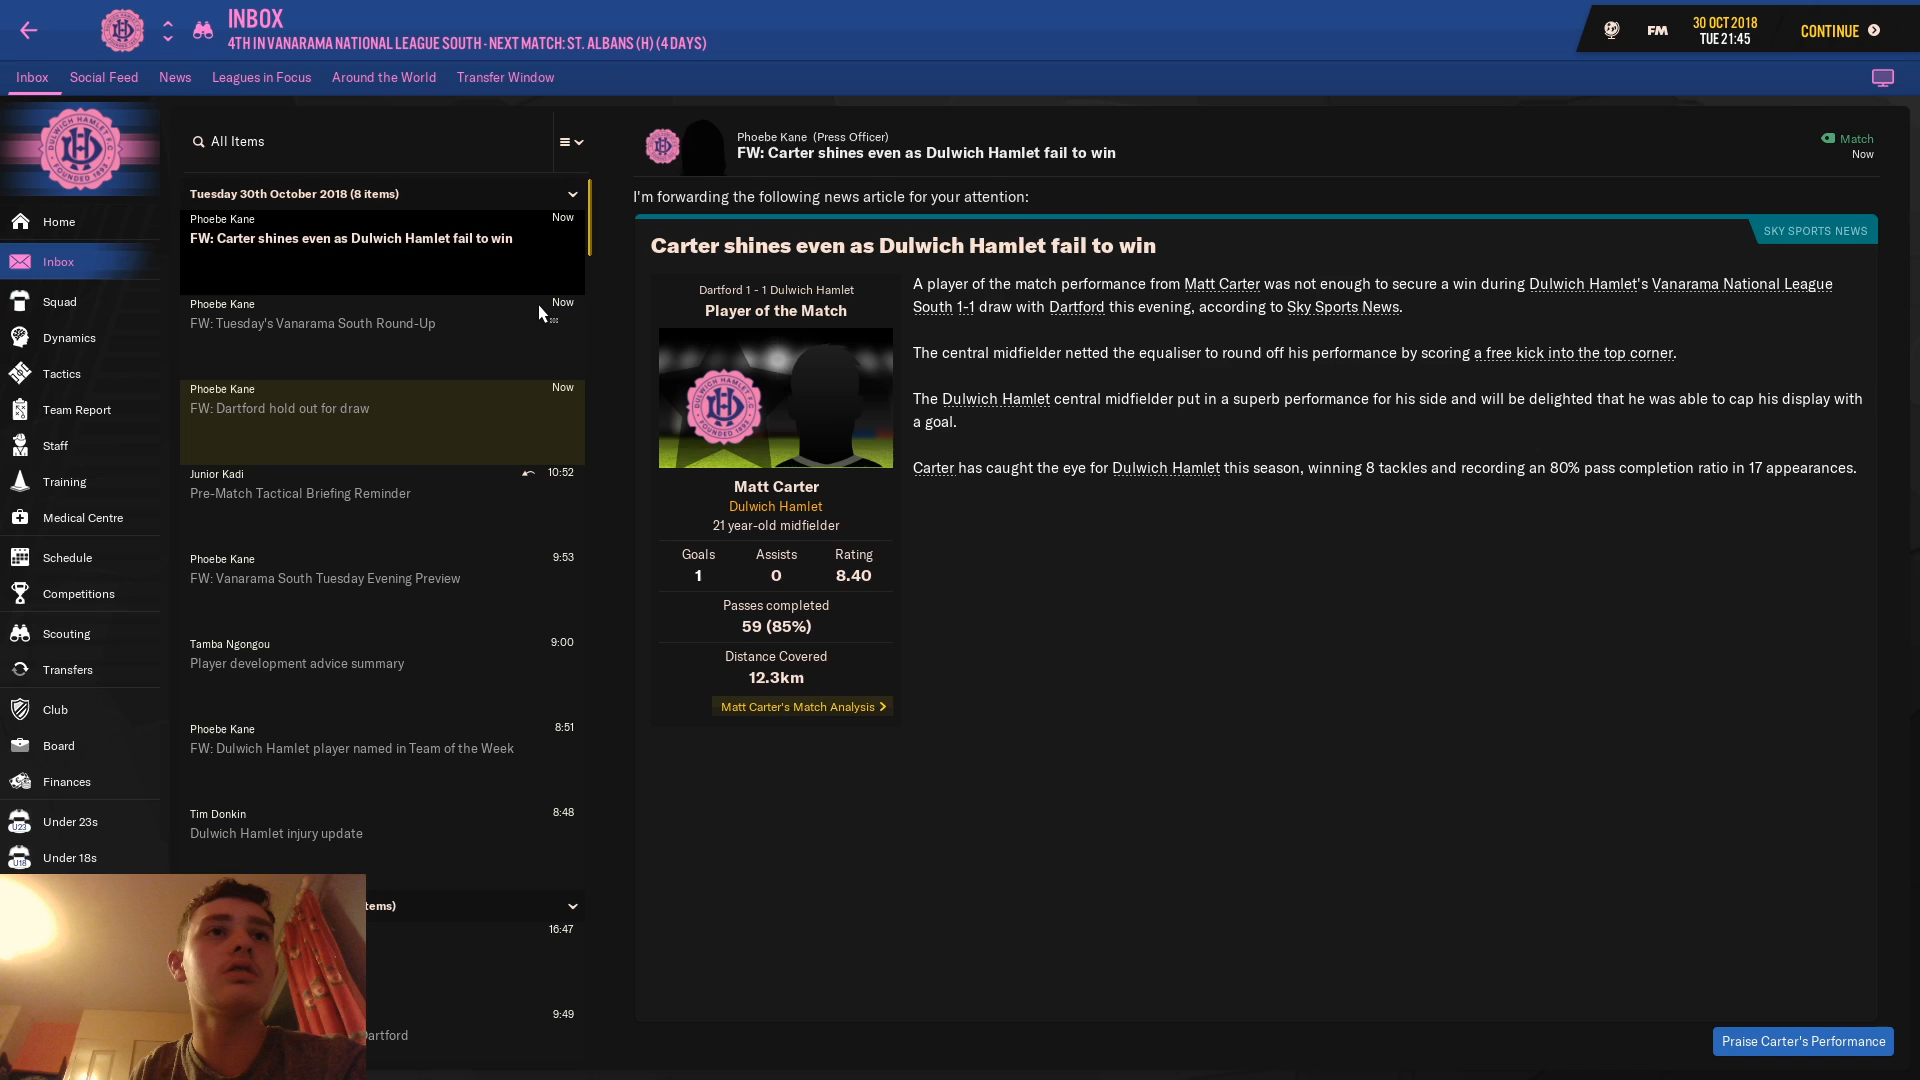 INBOX
4TH IN VANARAMA NATIONAL LEAGUE SOUTH - NEXT MATCH: ST. ALBANS (H) (4 DAYS)
FM
30 OCT 2018
TUE 21:45
CONTINUE
Inbox
Social Feed
News
Leagues in Focus
Around the World
Transfer Window
DULWICH HAMLET FC
FOUNDED 1893
Home
Inbox
Squad
Dynamics
Tactics
Team Report
Staff
Training
Medical Centre
Schedule
Competitions
Scouting
Transfers
Club
Board
Finances
U23
Under 23s
U18
Under 18s
All Items
Tuesday 30th October 2018 (8 items)
Phoebe Kane
Now
FW: Carter shines even as Dulwich Hamlet fail to win
Phoebe Kane
Now
FW: Tuesday's Vanarama South Round-Up
Phoebe Kane
Now
FW: Dartford hold out for draw
Junior Kadi
10:52
Pre-Match Tactical Briefing Reminder
Phoebe Kane
9:53
FW: Vanarama South Tuesday Evening Preview
Tamba Ngongou
9:00
Player development advice summary
Phoebe Kane
8:51
FW: Dulwich Hamlet player named in Team of the Week
Tim Donkin
8:48
Dulwich Hamlet injury update
tems)
16:47
9:49
Dartford
Phoebe Kane (Press Officer)
FW: Carter shines even as Dulwich Hamlet fail to win
Match
Now
I'm forwarding the following news article for your attention:
SKY SPORTS NEWS
Carter shines even as Dulwich Hamlet fail to win
Dartford 1 - 1 Dulwich Hamlet
Player of the Match
DULWICH HAMLET FC
FOUNDED 1893
Matt Carter
Dulwich Hamlet
21 year-old midfielder
Goals Assists Rating
1 0 8.40
Passes completed
59 (85%)
Distance Covered
12.3km
Matt Carter's Match Analysis
A player of the match performance from Matt Carter was not enough to secure a win during Dulwich Hamlet's Vanarama National League
South 1-1 draw with Dartford this evening, according to Sky Sports News.
The central midfielder netted the equaliser to round off his performance by scoring a free kick into the top corner.
The Dulwich Hamlet central midfielder put in a superb performance for his side and will be delighted that he was able to cap his display with
a goal.
Carter has caught the eye for Dulwich Hamlet this season, winning 8 tackles and recording an 80% pass completion ratio in 17 appearances.
Praise Carter's Performance